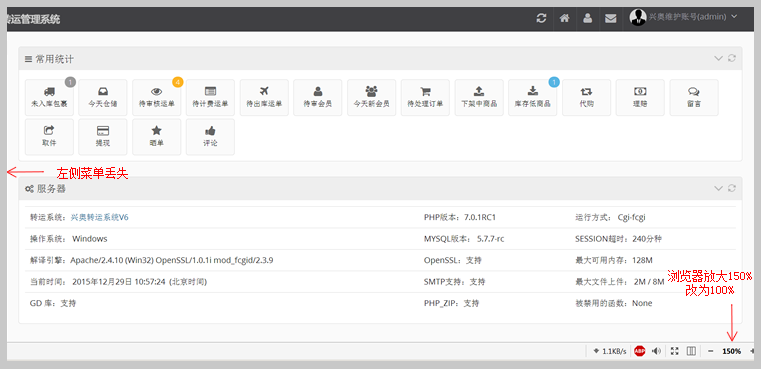 转运管理系统
兴奥维护账号(admin)
常用统计
1
4
1
未入库包裹 今天仓储 待审核运单 待计费运单 待出库运单 待审会员 今天新会员 待处理订单 下架中商品 库存低商品 代购 理赔 留言
取件 提现 晒单 评论
左侧菜单丢失
服务器
转运系统：兴奥转运系统V6 PHP版本：7.0.1RC1 运行方式： Cgi-fcgi
操作系统： Windows MYSQL版本： 5.7.7-rc SESSION超时：240分钟
解译引擎：Apache/2.4.10 (Win32) OpenSSL/1.0.1i mod_fcgid/2.3.9 OpenSSL：支持 最大可用内存：128M
当前时间： 2015年12月29日 10:57:24 (北京时间) SMTP支持：支持 最大文件上传： 2M / 8M
GD 库：支持 PHP_ZIP：支持 被禁用的函数：None
浏览器放大150%
改为100%
1.1KB/s ABP 150%